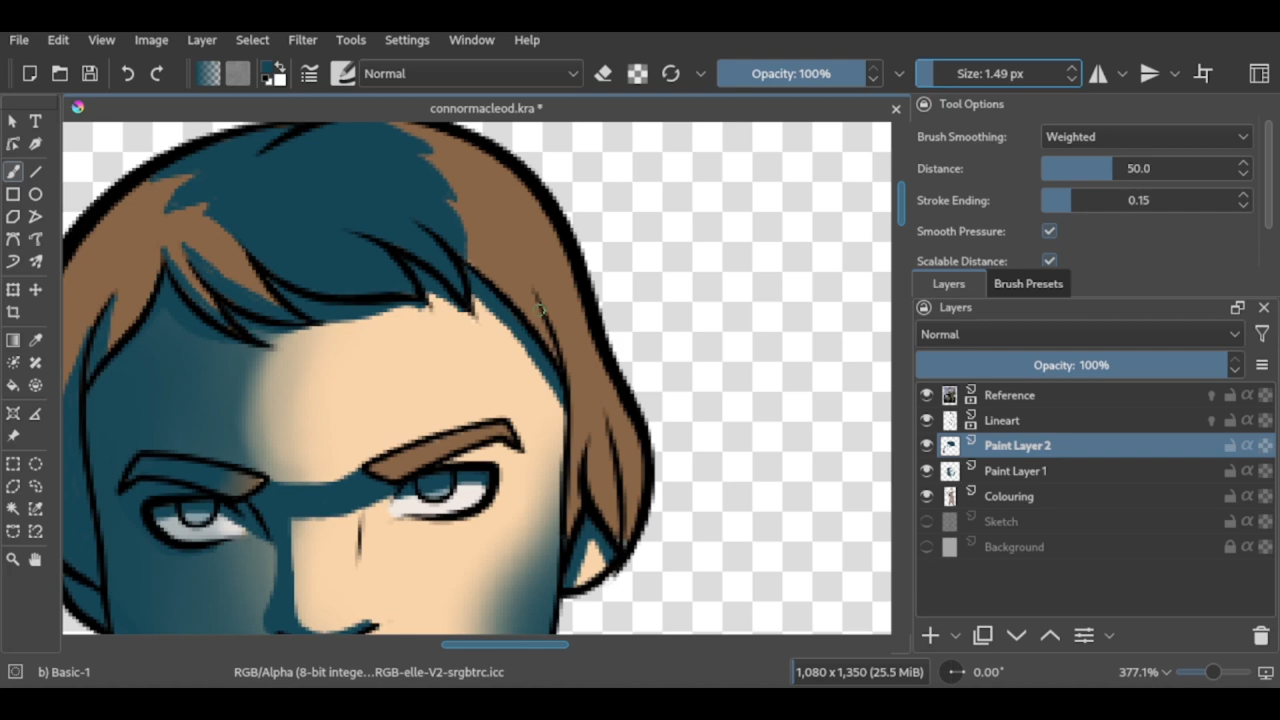 File Edit View Image Layer Select Filter Tools Settings Window Help
Normal Opacity: 100% Size: 1.49 px
connormacleod.kra *
Tool Options
Brush Smoothing: Weighted
Distance: 50.0
Stroke Ending: 0.15
Smooth Pressure:
Scalable Distance:
Layers Brush Presets
Layers
Normal
Opacity: 100%
Reference
Lineart
Paint Layer 2
Paint Layer 1
Colouring
Sketch
Background
b) Basic-1 RGB/Alpha (8-bit intege...RGB-elle-V2-srgbtrc.icc 1,080 x 1,350 (25.5 MiB) 0.00° 377.1%